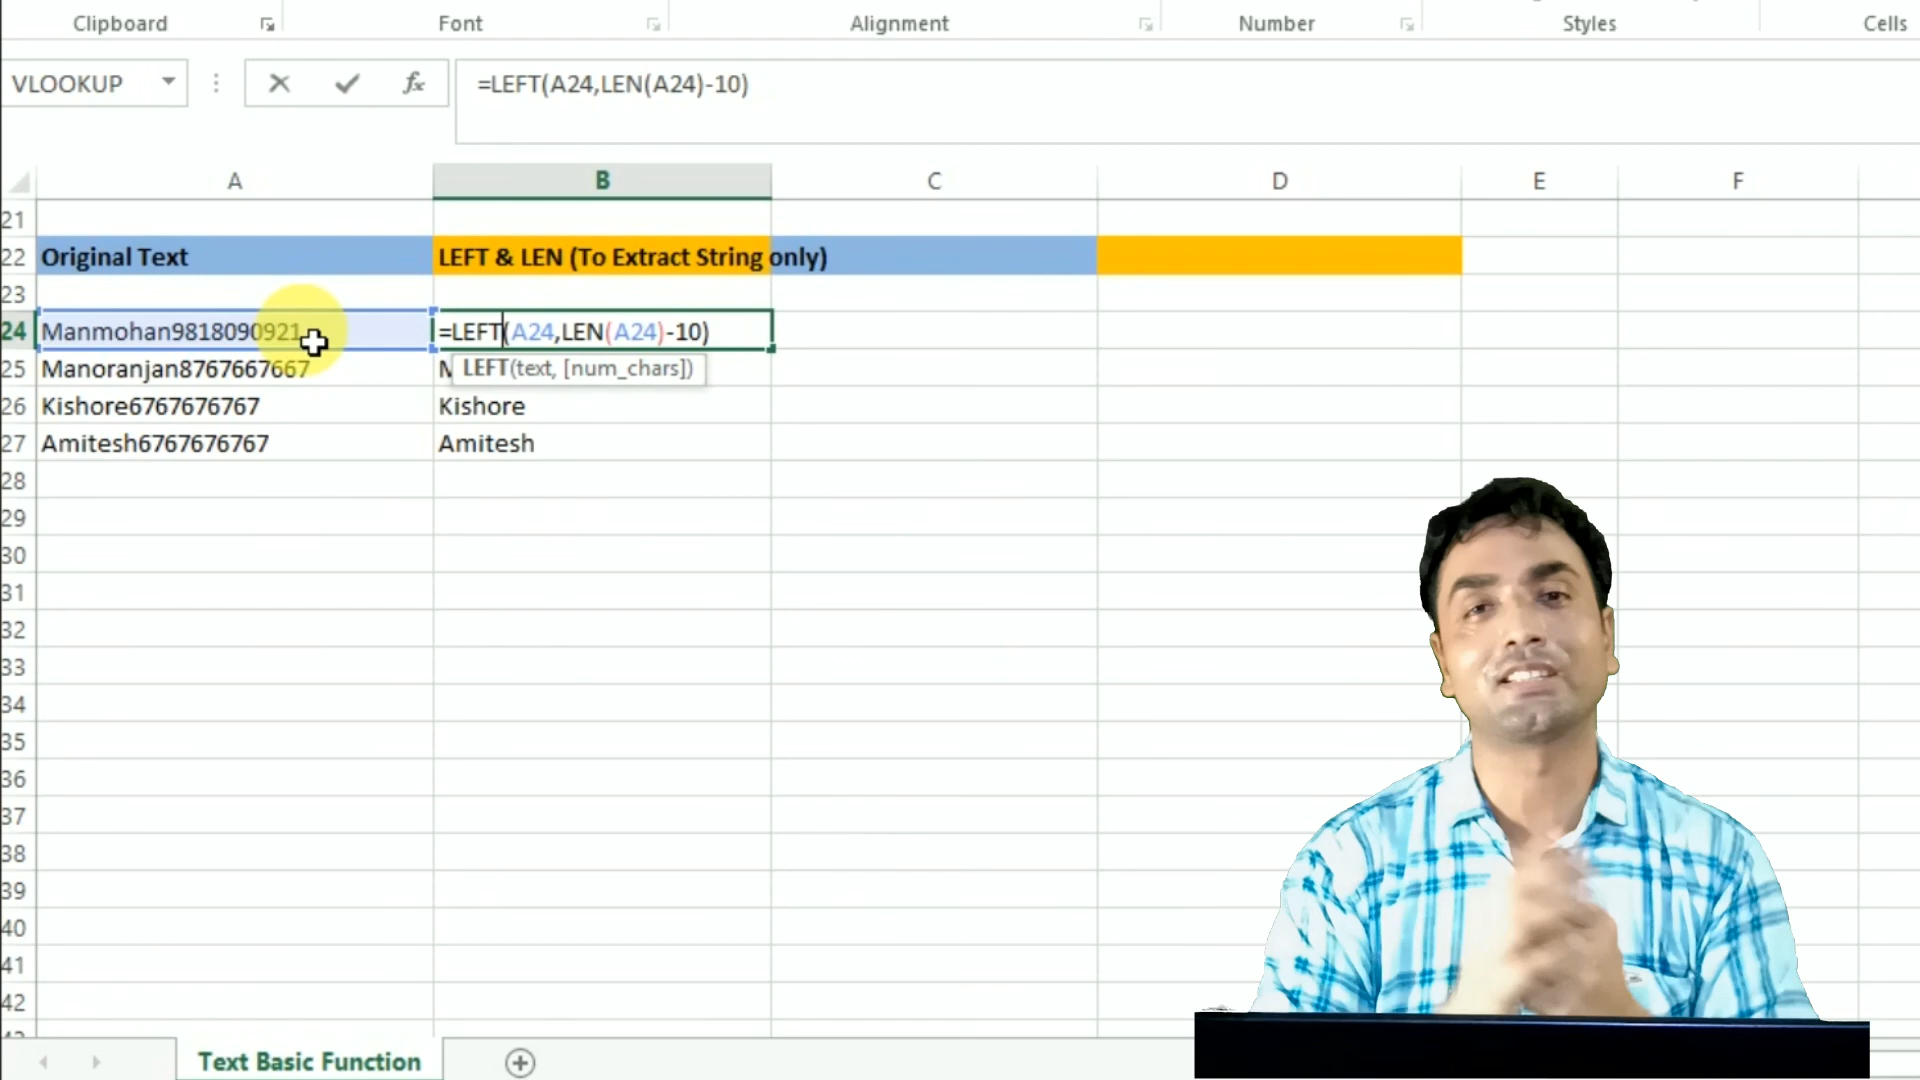 Clipboard Font Alignment Number Styles Cells
VLOOKUP fx =LEFT(A24,LEN(A24)-10)
A B C D E F
21
22 Original Text LEFT & LEN (To Extract String only)
23
24 Manmohan9818090921 =LEFT(A24,LEN(A24)-10)
25 Manoranjan8767667667 LEFT(text, [num_chars])
26 Kishore6767676767 Kishore
27 Amitesh6767676767 Amitesh
28
29
30
31
32
33
34
35
36
37
38
39
40
41
42
Text Basic Function